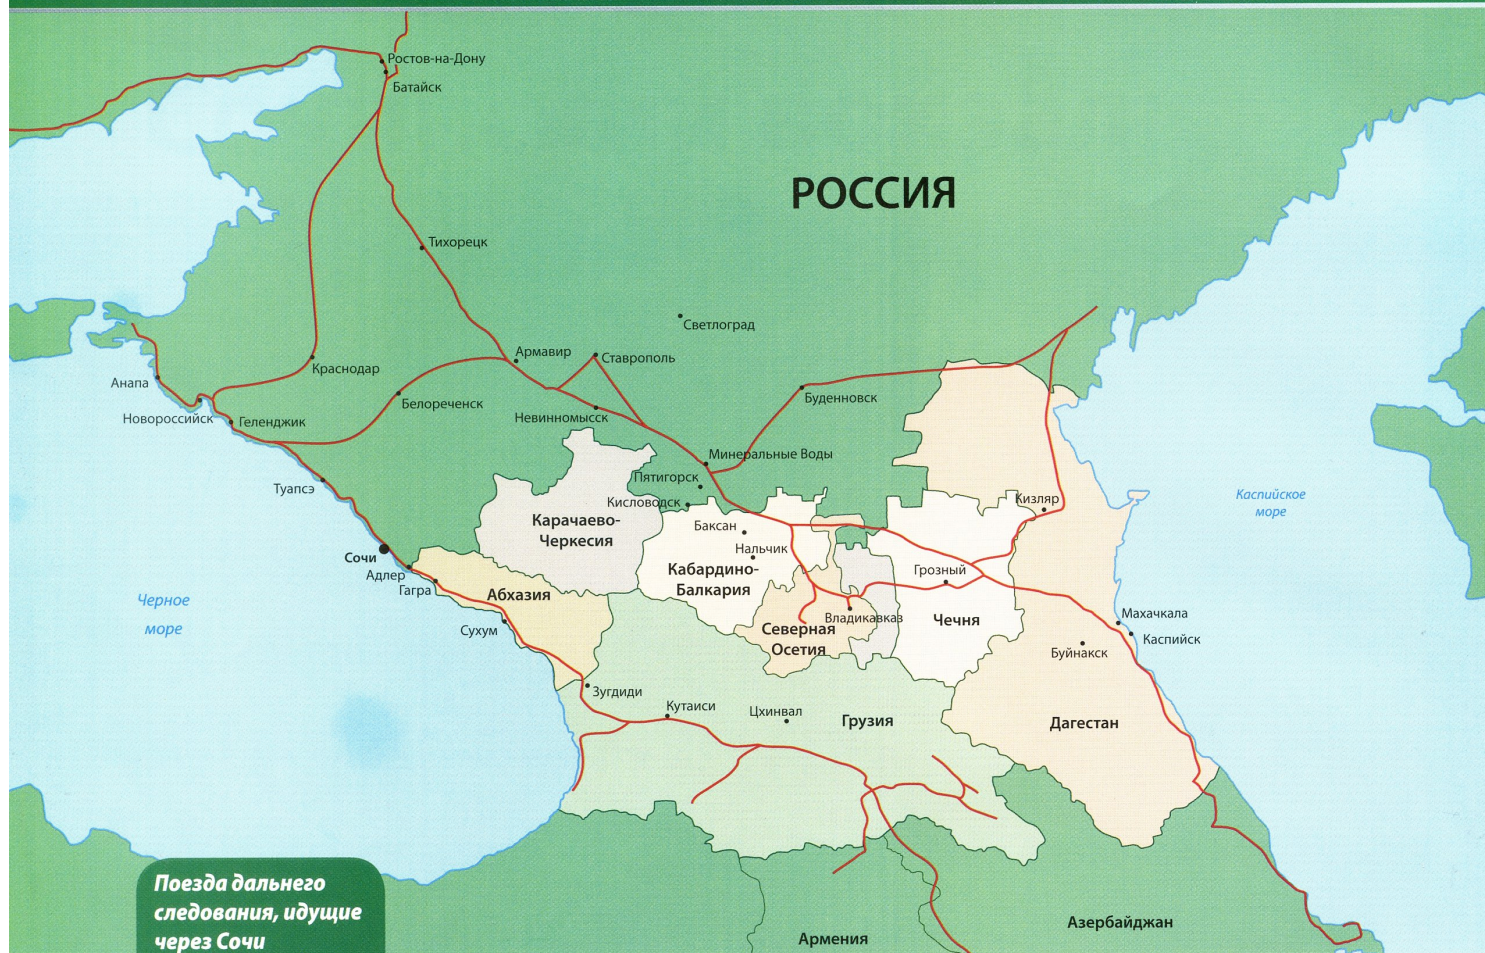 Ростов-на-Дону
Батайск
РОССИЯ
Тихорецк
Светлоград
Армавир
Ставрополь
Краснодар
Анапа
Белореченск
Буденновск
Новороссийск
Геленджик
Невинномысск
Минеральные Воды
Пятигорск
Туапсэ
Кисловодск
Кизляр
Каспийское
море
Карачаево-
Черкесия
Баксан
Нальчик
Сочи
Адлер
Гагра
Абхазия
Кабардино-
Балкария
Грозный
Черное
море
Сухум
Северная
Осетия
Владикавказ
Чечня
Махачкала
Каспийск
Буйнакск
Зугдиди
Кутаиси
Цхинвал
Грузия
Дагестан
Поезда дальнего
следования, идущие
через Сочи
Армения
Азербайджан